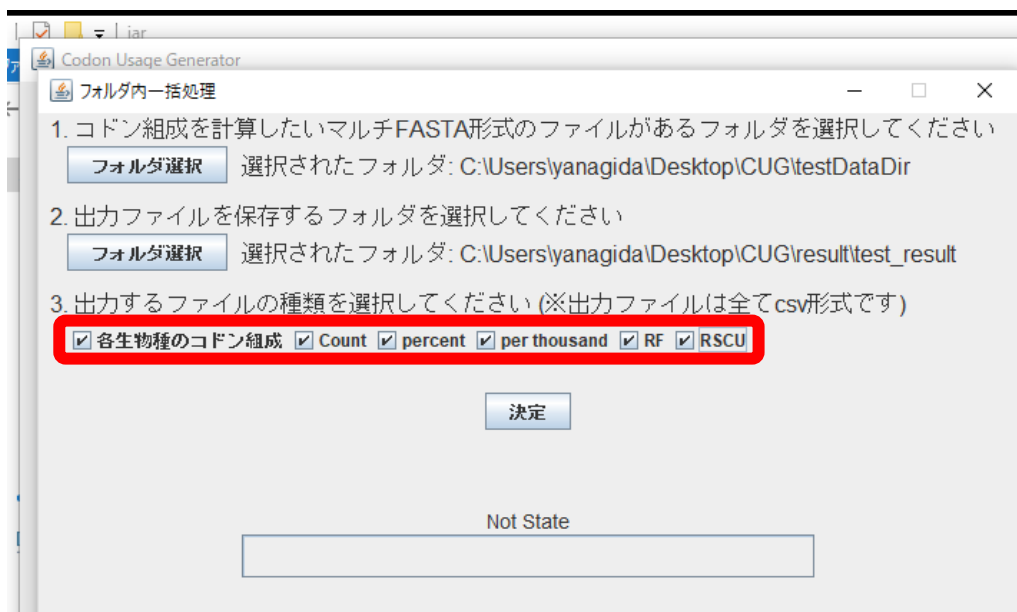 jar
Codon Usage Generator
フォルダ内一括処理
1. コドン組成を計算したいマルチFASTA形式のファイルがあるフォルダを選択してください
フォルダ選択 選択されたフォルダ: C:\Users\yanagida\Desktop\CUG\testDataDir
2. 出力ファイルを保存するフォルダを選択してください
フォルダ選択 選択されたフォルダ: C:\Users\yanagida\Desktop\CUG\result\test_result
3. 出力するファイルの種類を選択してください (※出力ファイルは全てcsv形式です)
各生物種のコドン組成 Count percent per thousand RF RSCU
決定
Not State